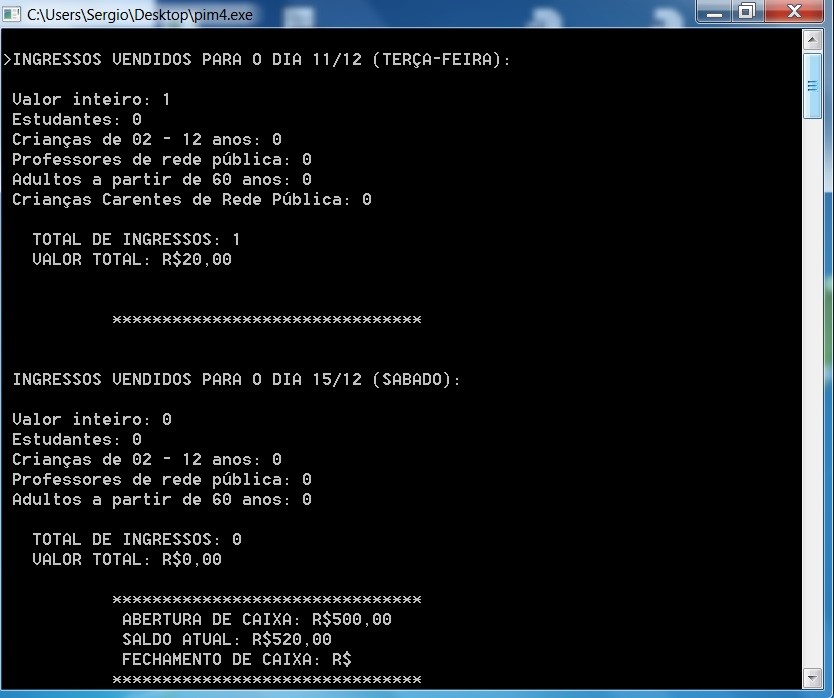 C:\Users\Sergio\Desktop\pim4.exe
>INGRESSOS VENDIDOS PARA O DIA 11/12 (TERÇA-FEIRA):
Valor inteiro: 1
Estudantes: 0
Crianças de 02 - 12 anos: 0
Professores de rede pública: 0
Adultos a partir de 60 anos: 0
Crianças Carentes de Rede Pública: 0
TOTAL DE INGRESSOS: 1
VALOR TOTAL: R$20,00
*******************************
INGRESSOS VENDIDOS PARA O DIA 15/12 (SABADO):
Valor inteiro: 0
Estudantes: 0
Crianças de 02 - 12 anos: 0
Professores de rede pública: 0
Adultos a partir de 60 anos: 0
TOTAL DE INGRESSOS: 0
VALOR TOTAL: R$0,00
*******************************
ABERTURA DE CAIXA: R$500,00
SALDO ATUAL: R$520,00
FECHAMENTO DE CAIXA: R$
*******************************